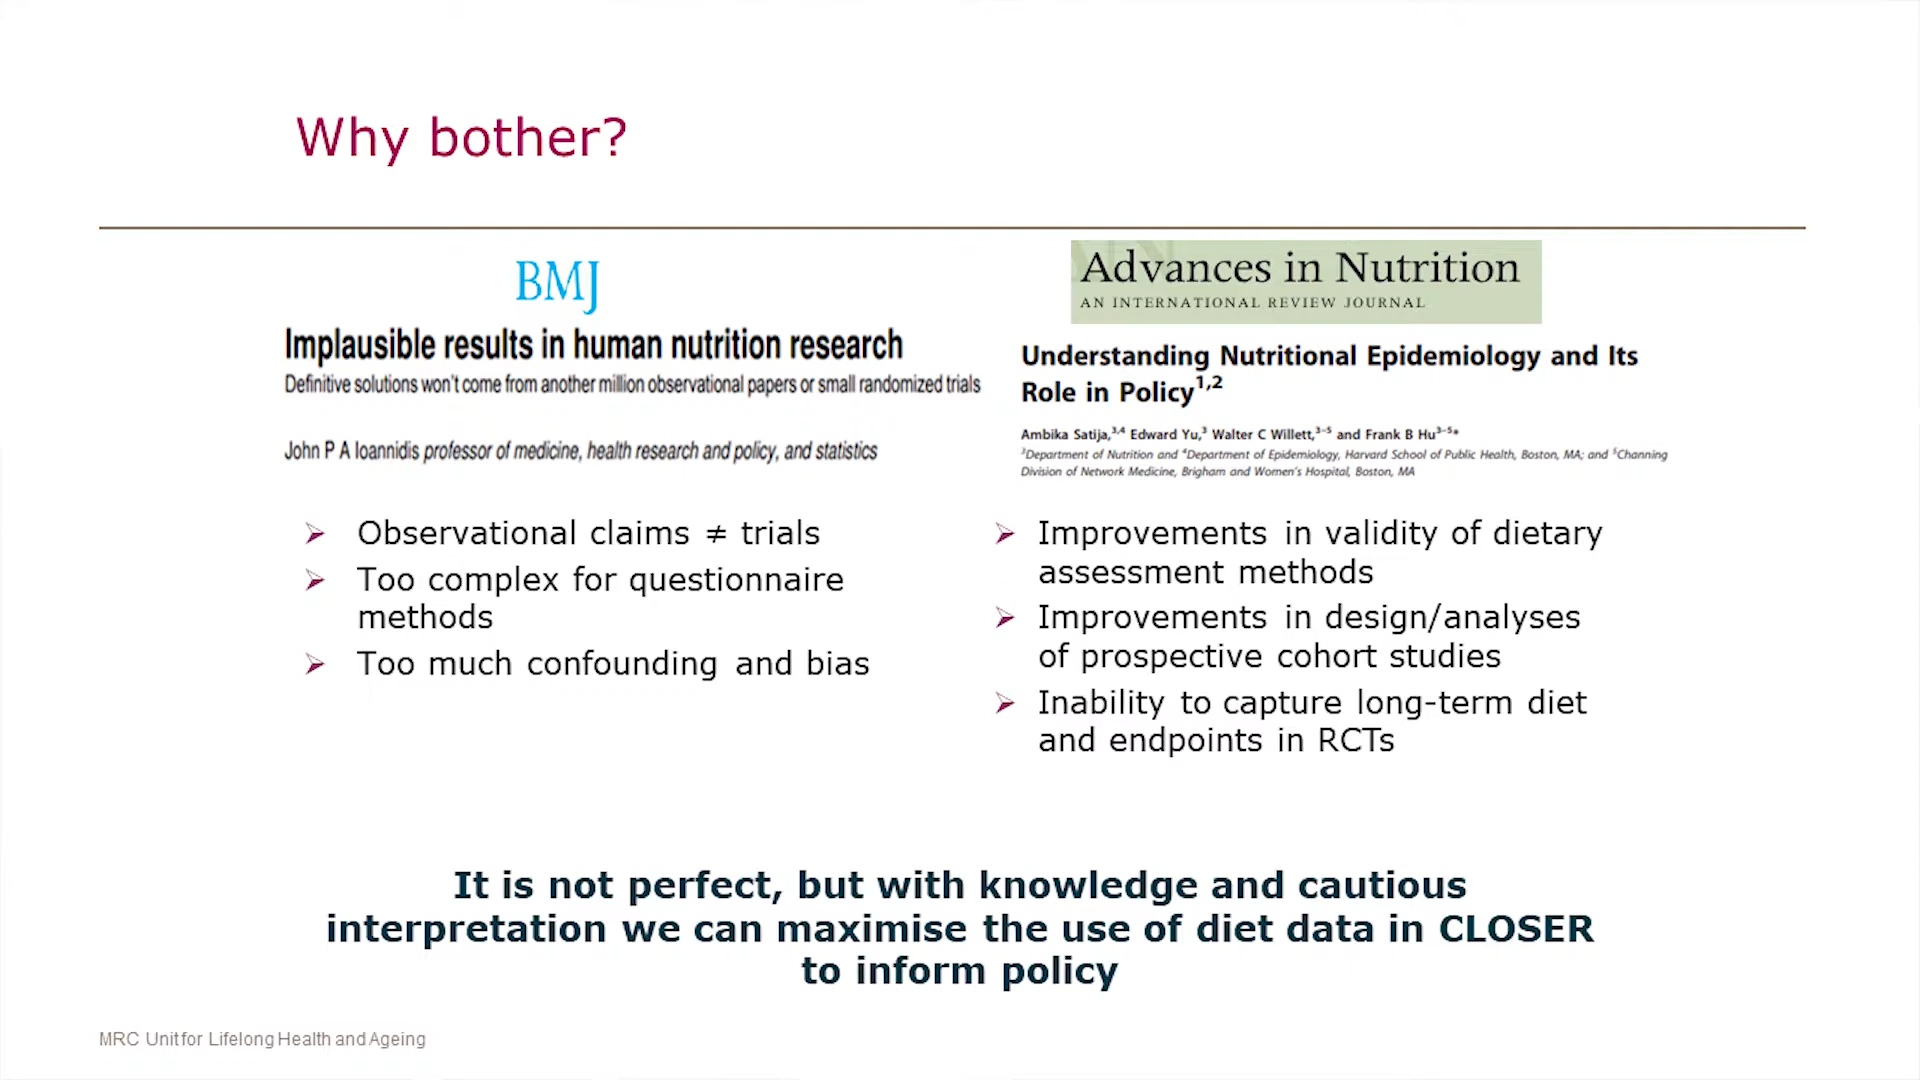 Why bother?
BMJ
Implausible results in human nutrition research
Definitive solutions won't come from another million observational papers or small randomized trials
John P A Ioannidis professor of medicine, health research and policy, and statistics
➢ Observational claims ≠ trials
➢ Too complex for questionnaire
methods
➢ Too much confounding and bias
Advances in Nutrition
AN INTERNATIONAL REVIEW JOURNAL
Understanding Nutritional Epidemiology and Its
Role in Policy1,2
Ambika Satija,3,4 Edward Yu,3 Walter C Willett,3–5 and Frank B Hu3–5*
3Department of Nutrition and 4Department of Epidemiology, Harvard School of Public Health, Boston, MA; and 5Channing
Division of Network Medicine, Brigham and Women's Hospital, Boston, MA
➢ Improvements in validity of dietary
assessment methods
➢ Improvements in design/analyses
of prospective cohort studies
➢ Inability to capture long-term diet
and endpoints in RCTs
It is not perfect, but with knowledge and cautious
interpretation we can maximise the use of diet data in CLOSER
to inform policy
MRC Unit for Lifelong Health and Ageing